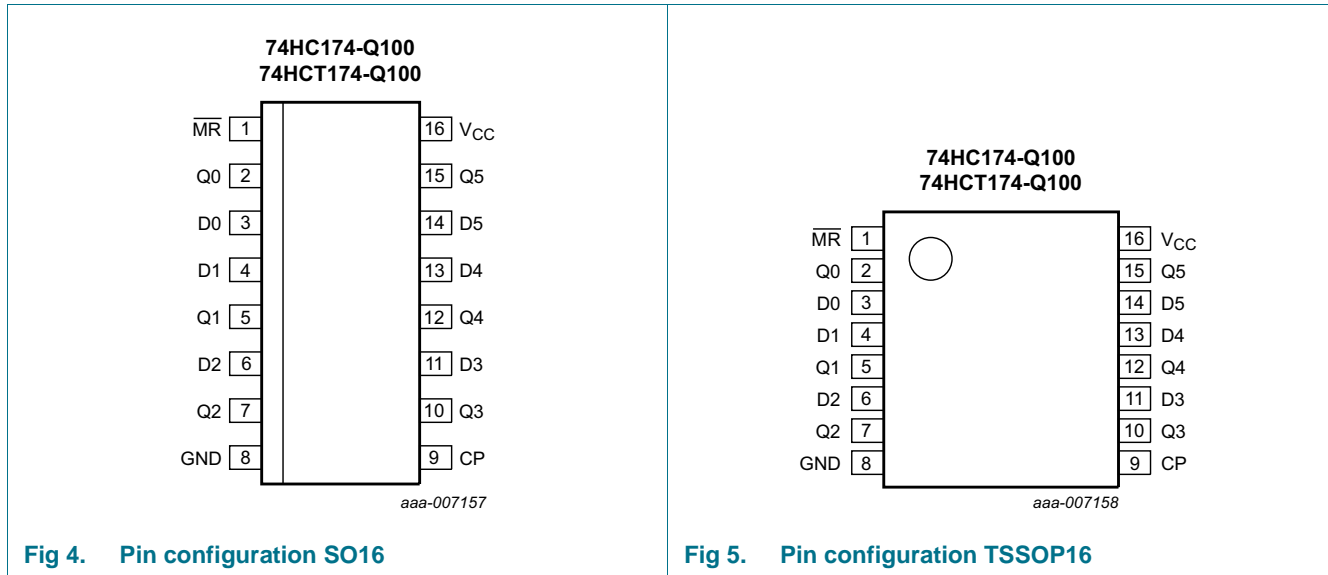 74HC174-Q100
74HCT174-Q100
MR 1
16 VCC
Q0 2
15 Q5
D0 3
14 D5
D1 4
13 D4
Q1 5
12 Q4
D2 6
11 D3
Q2 7
10 Q3
GND 8
9 CP
aaa-007157
Fig 4. Pin configuration SO16
74HC174-Q100
74HCT174-Q100
MR 1
16 VCC
Q0 2
15 Q5
D0 3
14 D5
D1 4
13 D4
Q1 5
12 Q4
D2 6
11 D3
Q2 7
10 Q3
GND 8
9 CP
aaa-007158
Fig 5. Pin configuration TSSOP16